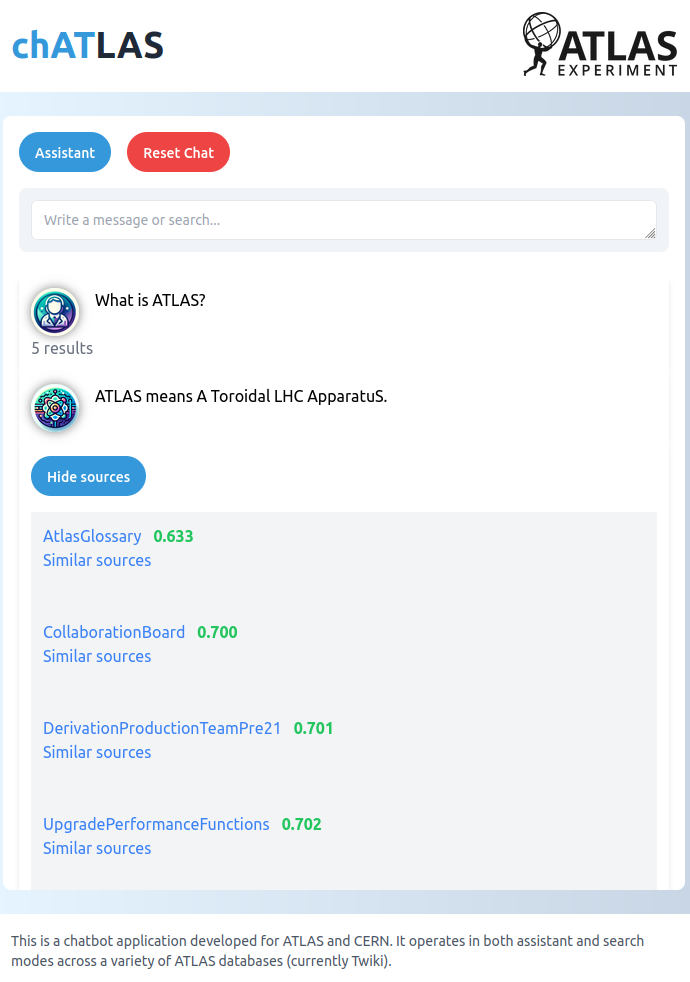 chATLAS
ATLAS
EXPERIMENT
Assistant
Reset Chat
Write a message or search...
What is ATLAS?
5 results
ATLAS means A Toroidal LHC ApparatuS.
Hide sources
AtlasGlossary 0.633
Similar sources
CollaborationBoard 0.700
Similar sources
DerivationProductionTeamPre21 0.701
Similar sources
UpgradePerformanceFunctions 0.702
Similar sources
This is a chatbot application developed for ATLAS and CERN. It operates in both assistant and search
modes across a variety of ATLAS databases (currently Twiki).